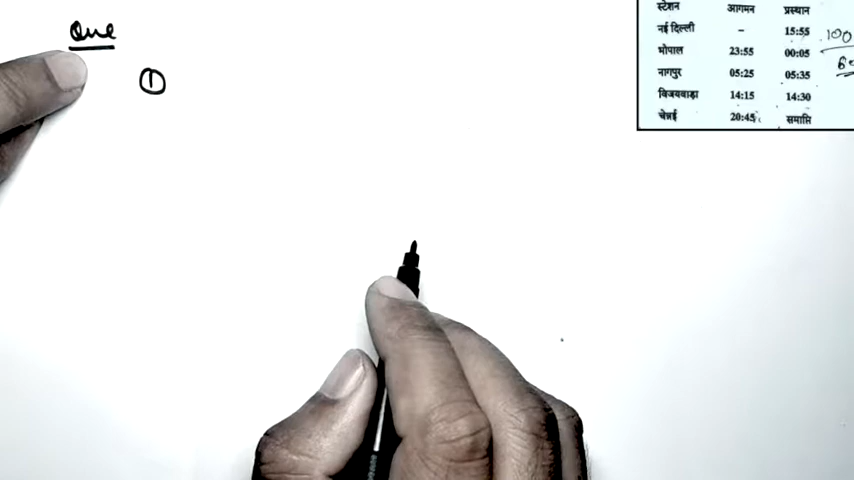 Que
①
स्टेशन आगमन प्रस्थान
नई दिल्ली - 15:55
भोपाल 23:55 00:05
नागपुर 05:25 05:35
विजयवाड़ा 14:15 14:30
चेन्नई 20:45 समाप्ति
100